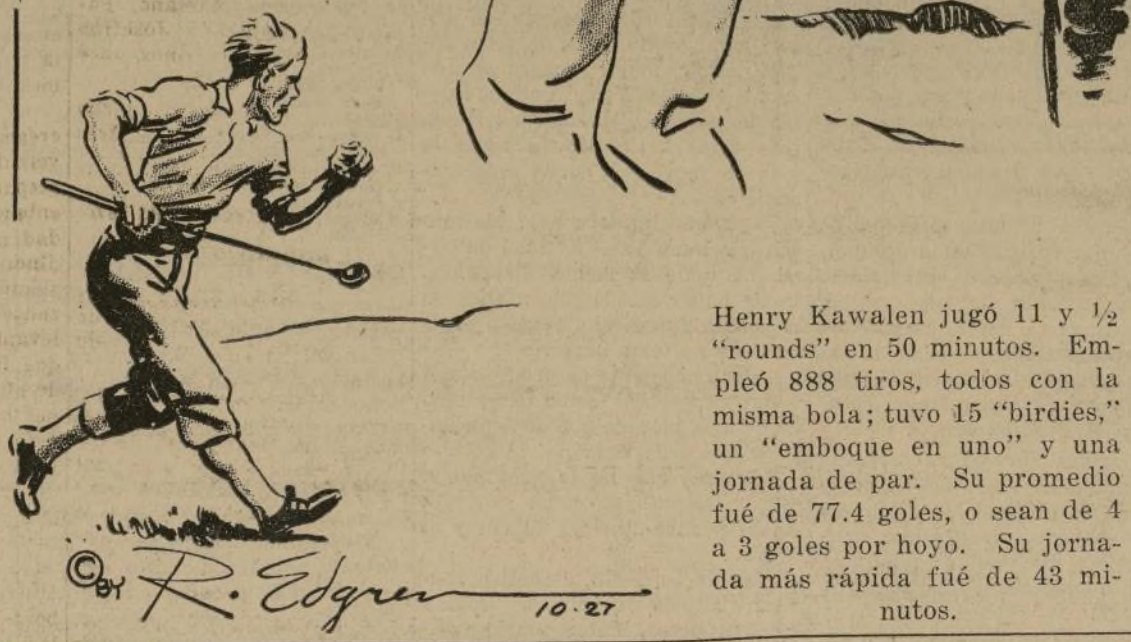 Henry Kawalen jugó 11 y ½
“rounds” en 50 minutos. Em-
pleó 888 tiros, todos con la
misma bola; tuvo 15 “birdies,”
un “emboque en uno” y una
jornada de par. Su promedio
fué de 77.4 goles, o sean de 4
a 3 goles por hoyo. Su jorna-
da más rápida fué de 43 mi-
nutos.
© BY R. Edgren 10-27